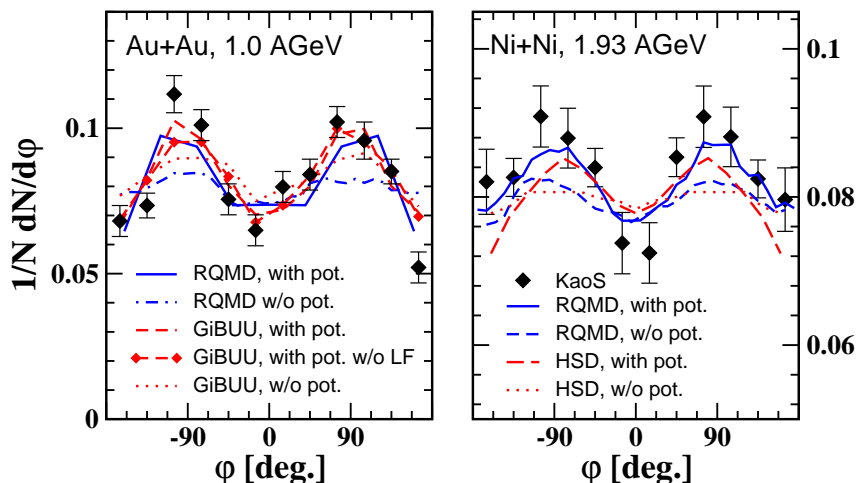 Au+Au, 1.0 AGeV
Ni+Ni, 1.93 AGeV
1/N dN/dφ
0.1
0.05
0
0.1
0.08
0.06
RQMD, with pot.
RQMD w/o pot.
GiBUU, with pot.
GiBUU, with pot. w/o LF
GiBUU, w/o pot.
KaoS
RQMD, with pot.
RQMD, w/o pot.
HSD, with pot.
HSD, w/o pot.
-90 0 90
-90 0 90
φ [deg.]
φ [deg.]